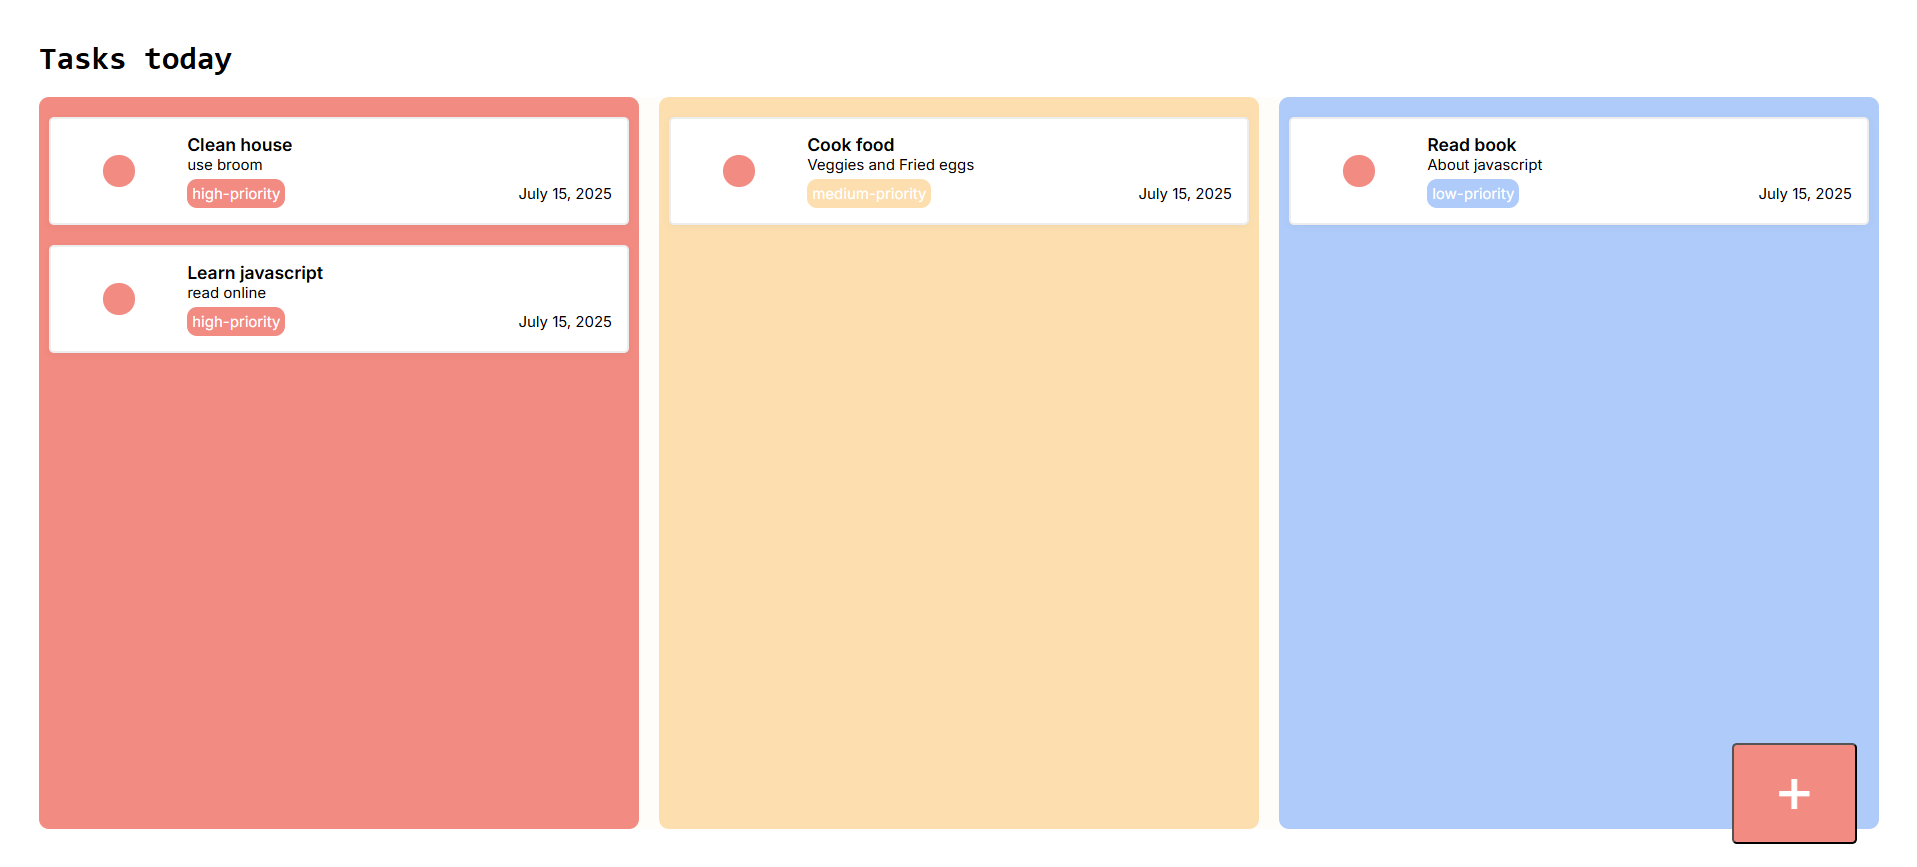 Tasks today
Clean house
use broom
high-priority
July 15, 2025
Learn javascript
read online
high-priority
July 15, 2025
Cook food
Veggies and Fried eggs
medium-priority
July 15, 2025
Read book
About javascript
low-priority
July 15, 2025
+